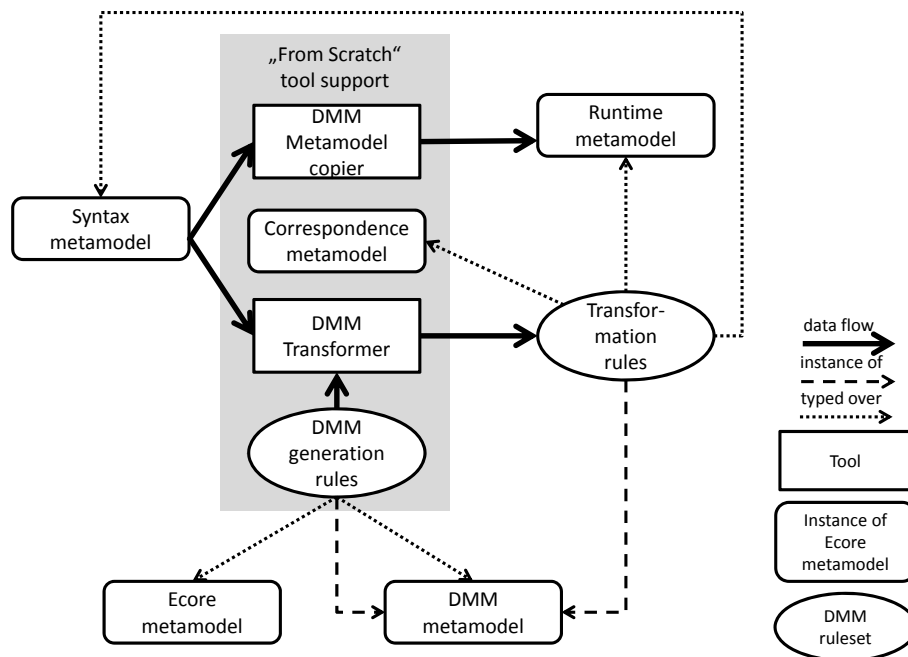 „From Scratch“
tool support
DMM
Metamodel
copier
Runtime
metamodel
Syntax
metamodel
Correspondence
metamodel
DMM
Transformer
Transfor-
mation
rules
DMM
generation
rules
Ecore
metamodel
DMM
metamodel
data flow
instance of
typed over
Tool
Instance of
Ecore
metamodel
DMM
ruleset